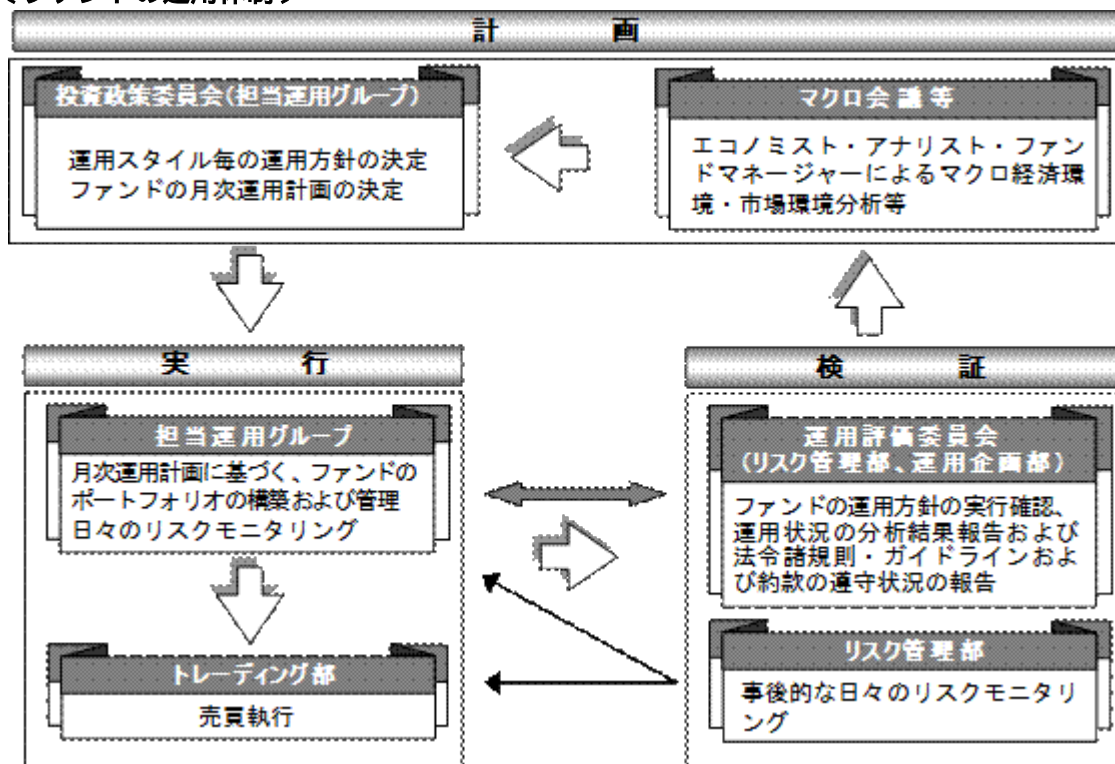 計 画
投資政策委員会(担当運用グループ)
運用スタイル毎の運用方針の決定
ファンドの月次運用計画の決定
マクロ会議等
エコノミスト・アナリスト・ファン
ドマネージャーによるマクロ経済環
境・市場環境分析等
実 行
担当運用グループ
月次運用計画に基づく、ファンドの
ポートフォリオの構築および管理
日々のリスクモニタリング
トレーディング部
売買執行
検 証
運用評価委員会
(リスク管理部、運用企画部)
ファンドの運用方針の実行確認、
運用状況の分析結果報告および
法令諸規則・ガイドラインおよ
び約款の遵守状況の報告
リスク管理部
事後的な日々のリスクモニタリ
ング